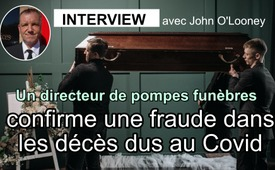 INTERVIEW avec John O'Looney
Un directeur de pompes funèbres
confirme une fraude dans
les décès dus au Covid